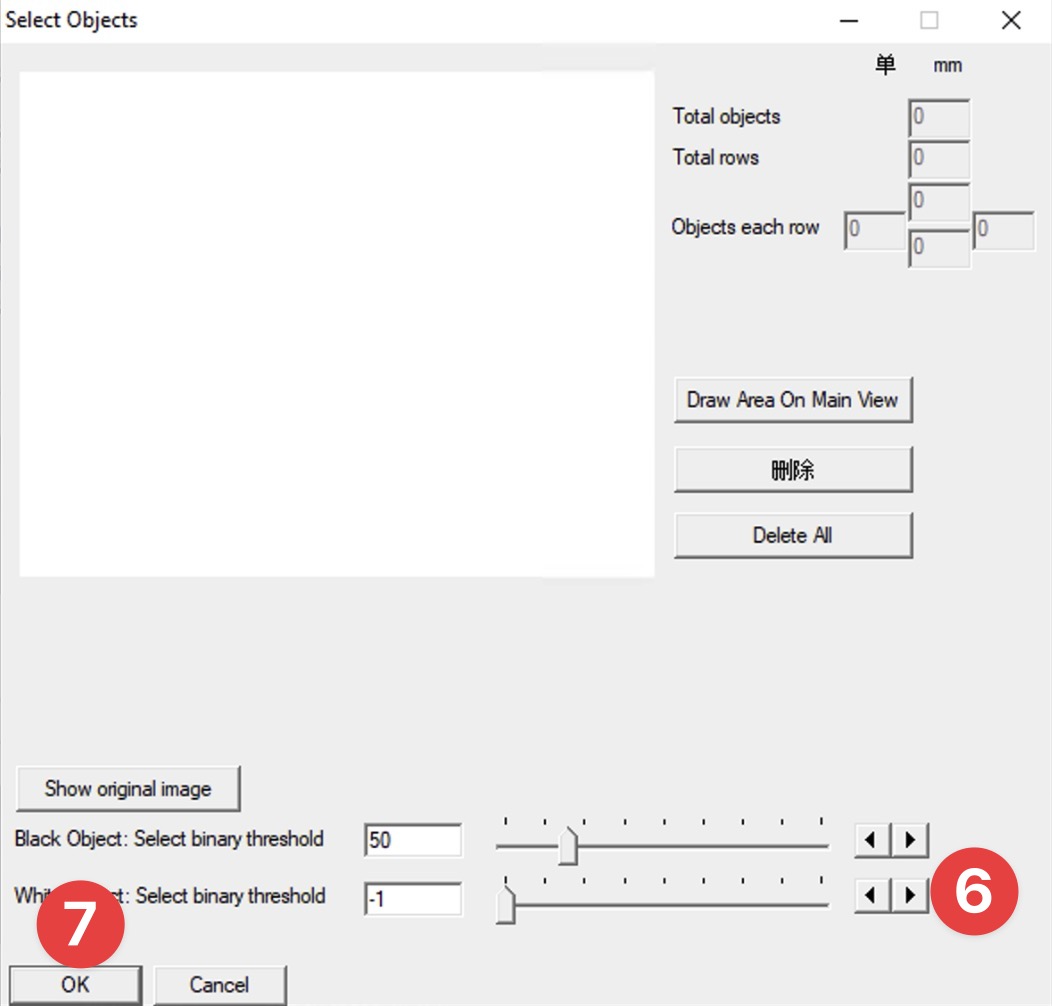 Select Objects
单 mm
Total objects 0
Total rows 0
0
Objects each row 0 0
0
Draw Area On Main View
删除
Delete All
Show original image
Black Object: Select binary threshold 50
White Object: Select binary threshold -1
6
7
OK Cancel